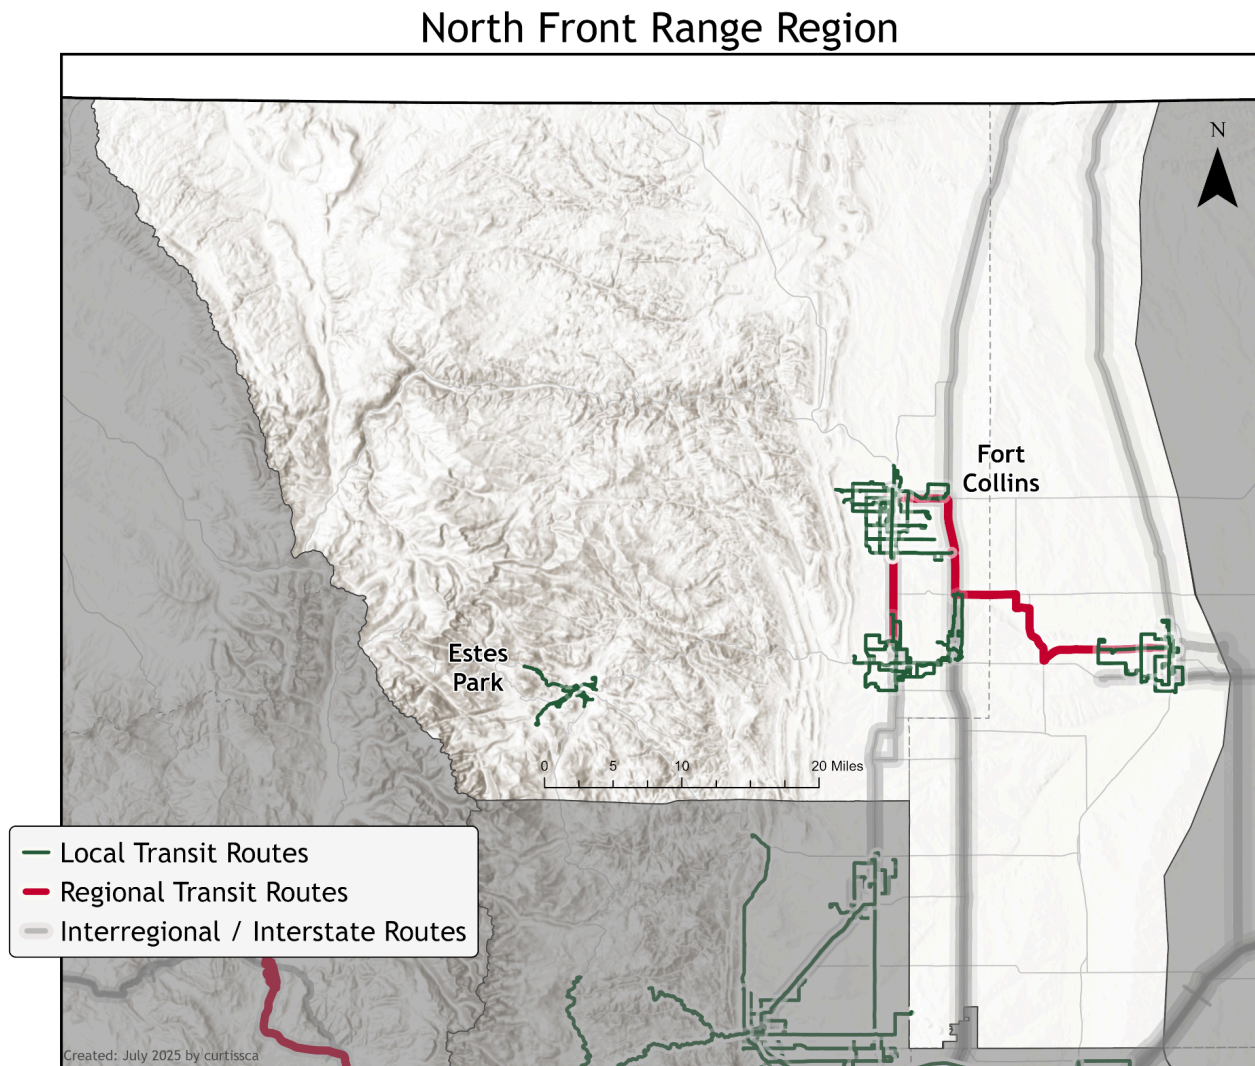 North Front Range Region
N
Fort
Collins
Estes
Park
0 5 10 20 Miles
Local Transit Routes
Regional Transit Routes
Interregional / Interstate Routes
Created: July 2025 by curtissca